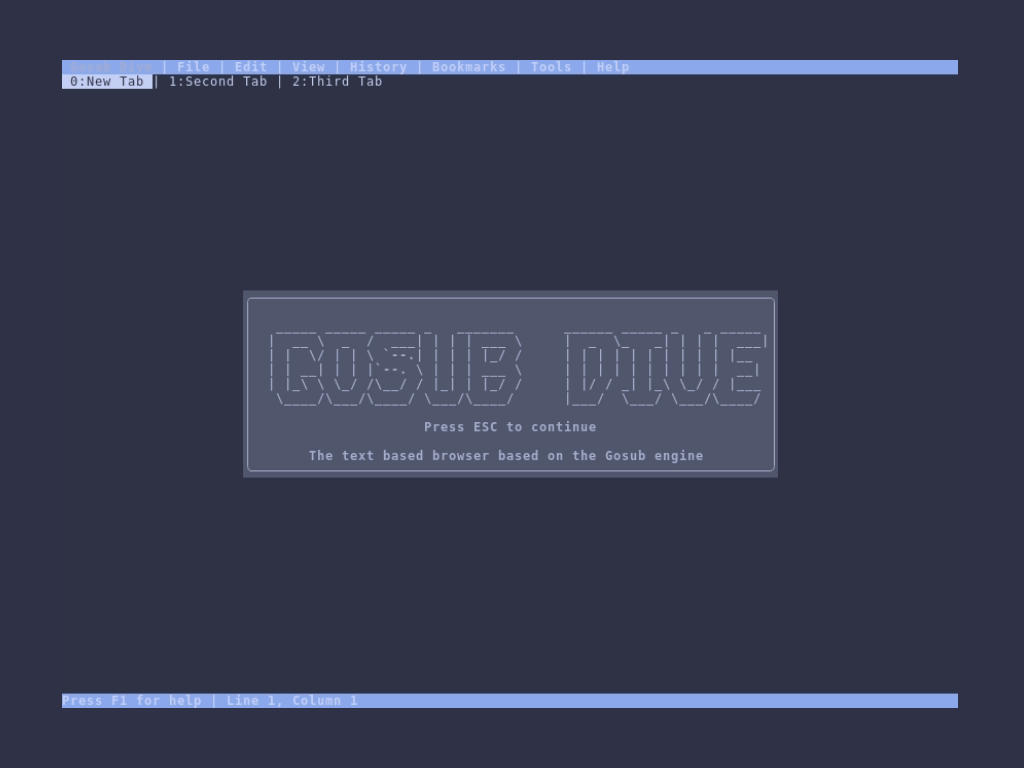 Gosub Dive | File | Edit | View | History | Bookmarks | Tools | Help
0:New Tab | 1:Second Tab | 2:Third Tab
GOSUB DIVE
Press ESC to continue
The text based browser based on the Gosub engine
Press F1 for help | Line 1, Column 1